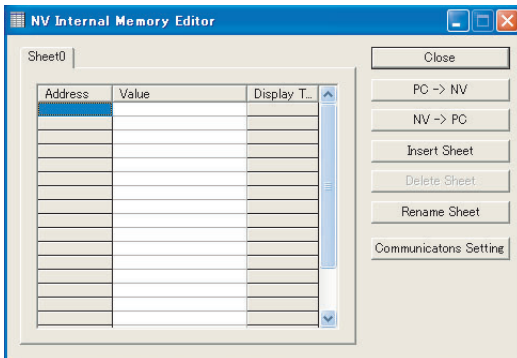 NV Internal Memory Editor
Sheet0
Address Value Display T...
Close
PC -> NV
NV -> PC
Insert Sheet
Delete Sheet
Rename Sheet
Communicatons Setting